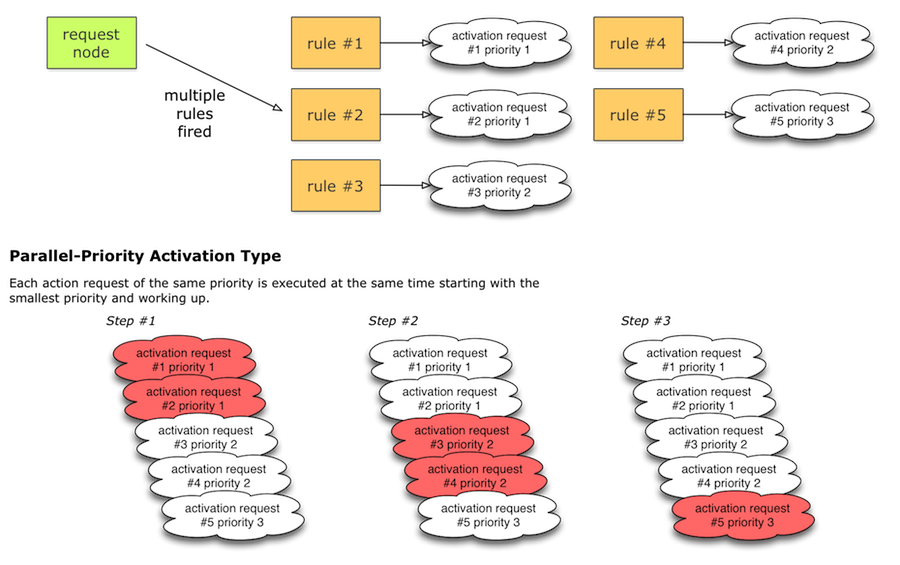 request
node
multiple
rules
fired
rule #1
activation request
#1 priority 1
rule #2
activation request
#2 priority 1
rule #3
activation request
#3 priority 2
rule #4
activation request
#4 priority 2
rule #5
activation request
#5 priority 3
Parallel-Priority Activation Type
Each action request of the same priority is executed at the same time starting with the
smallest priority and working up.
Step #1
activation request
#1 priority 1
activation request
#2 priority 1
activation request
#3 priority 2
activation request
#4 priority 2
activation request
#5 priority 3
Step #2
activation request
#1 priority 1
activation request
#2 priority 1
activation request
#3 priority 2
activation request
#4 priority 2
activation request
#5 priority 3
Step #3
activation request
#1 priority 1
activation request
#2 priority 1
activation request
#3 priority 2
activation request
#4 priority 2
activation request
#5 priority 3